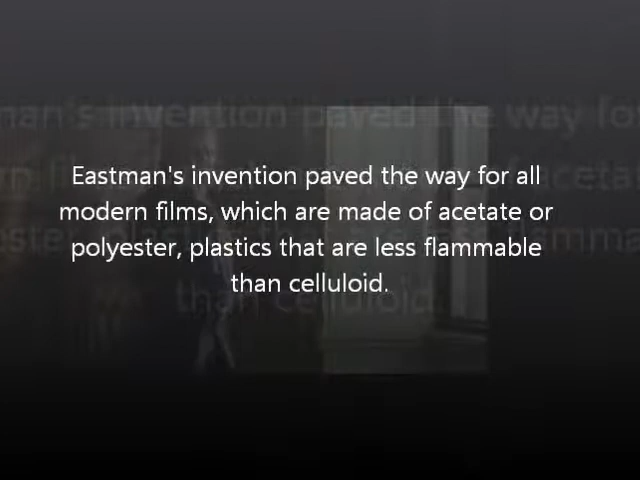 Eastman's invention paved the way for all
modern films, which are made of acetate or
polyester, plastics that are less flammable
than celluloid.